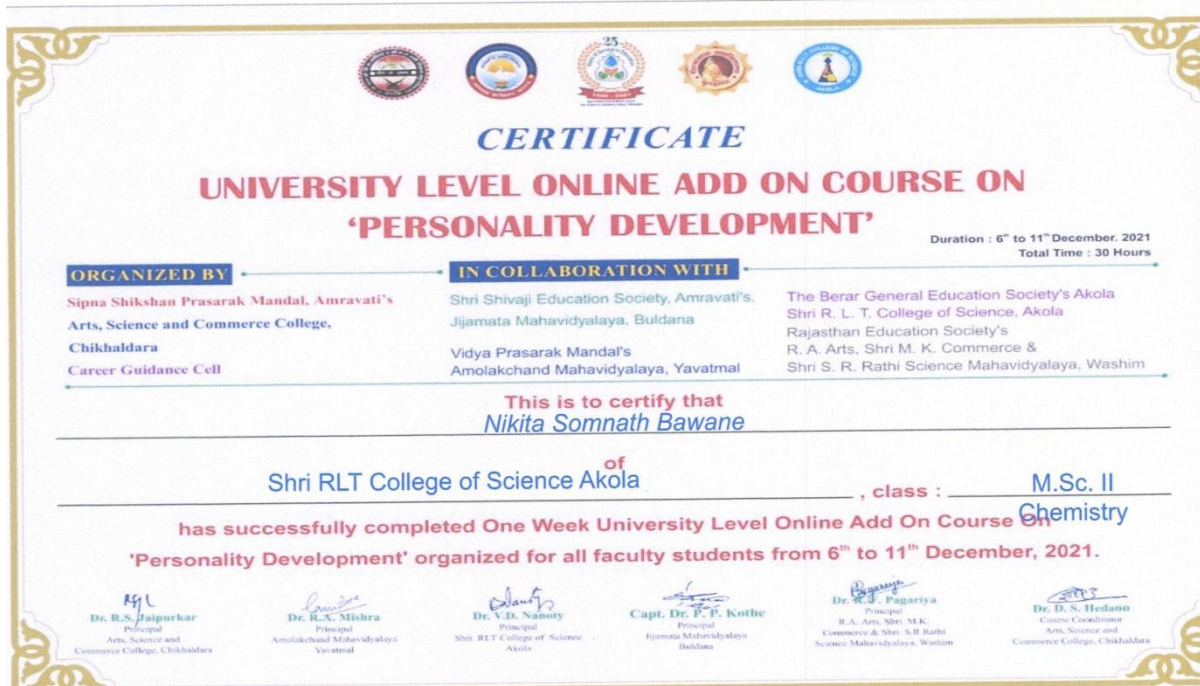 25
CERTIFICATE
UNIVERSITY LEVEL ONLINE ADD ON COURSE ON
‘PERSONALITY DEVELOPMENT’
Duration : 6th to 11th December. 2021
Total Time : 30 Hours
ORGANIZED BY
Sipna Shikshan Prasarak Mandal, Amravati's
Arts, Science and Commerce College,
Chikhaldara
Career Guidance Cell
IN COLLABORATION WITH
Shri Shivaji Education Society, Amravati's.
Jijamata Mahavidyalaya, Buldana
Vidya Prasarak Mandal's
Amolakchand Mahavidyalaya, Yavatmal
The Berar General Education Society's Akola
Shri R. L. T. College of Science, Akola
Rajasthan Education Society's
R. A. Arts, Shri M. K. Commerce &
Shri S. R. Rathi Science Mahavidyalaya, Washim
This is to certify that
Nikita Somnath Bawane
of
Shri RLT College of Science Akola , class : M.Sc. II
Chemistry
has successfully completed One Week University Level Online Add On Course On
'Personality Development' organized for all faculty students from 6th to 11th December, 2021.
Dr. R.S. Jaipurkar
Principal
Arts, Science and
Commerce College, Chikhaldara
Dr. R.A. Mishra
Principal
Amolakchand Mahavidyalaya
Yavatmal
Dr. V.D. Nanoty
Principal
Shri. RLT College of Science
Akola
Capt. Dr. P. P. Kothe
Principal
Jijamata Mahavidyalaya
Buldana
Pagariya
Principal
R.A. Arts, Shri. M.K.
Commerce & Shri. S.R Rathi
Science Mahavidyalaya, Washim
Dr. D. S. Hedaoo
Course Coordinator
Arts, Science and
Commerce College, Chikhaldara